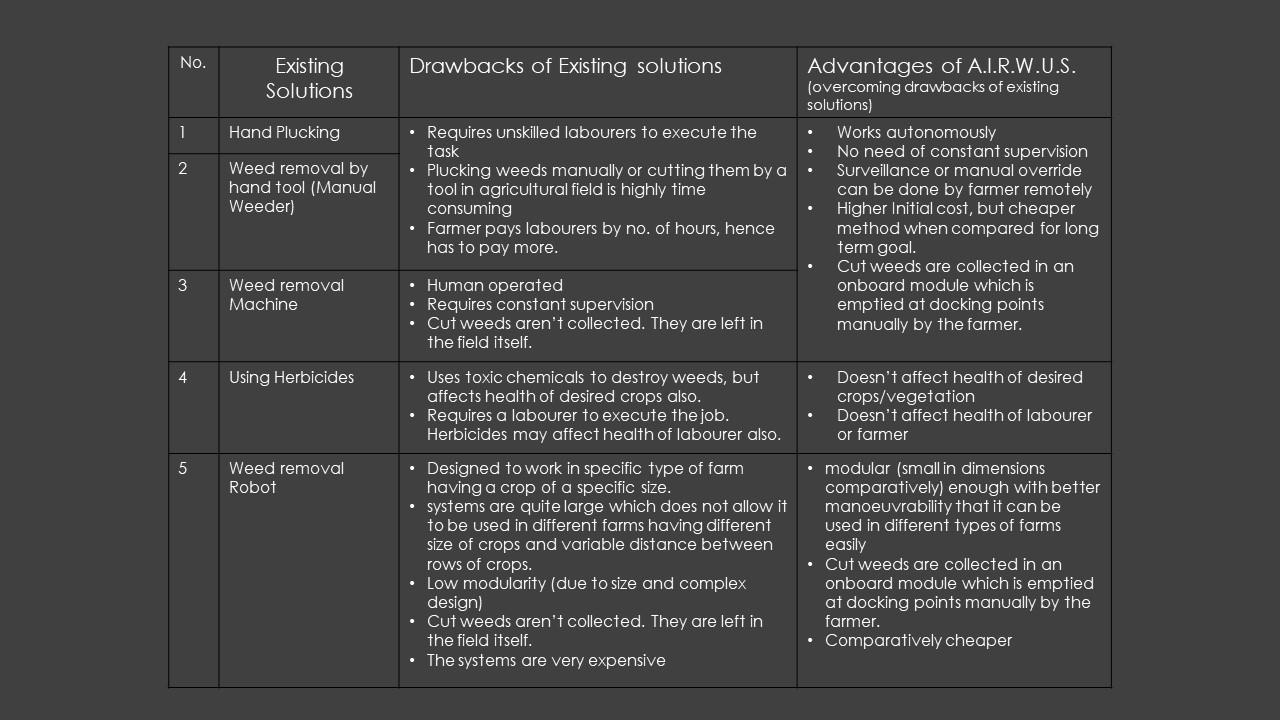 No.
Existing
Solutions
Drawbacks of Existing solutions
Advantages of A.I.R.W.U.S.
(overcoming drawbacks of existing
solutions)
1
Hand Plucking
2
Weed removal by
hand tool (Manual
Weeder)
• Requires unskilled labourers to execute the
task
• Plucking weeds manually or cutting them by a
tool in agricultural field is highly time
consuming
• Farmer pays labourers by no. of hours, hence
has to pay more.
• Works autonomously
• No need of constant supervision
• Surveillance or manual override
can be done by farmer remotely
• Higher Initial cost, but cheaper
method when compared for long
term goal.
• Cut weeds are collected in an
onboard module which is
emptied at docking points
manually by the farmer.
3
Weed removal
Machine
• Human operated
• Requires constant supervision
• Cut weeds aren't collected. They are left in
the field itself.
4
Using Herbicides
• Uses toxic chemicals to destroy weeds, but
affects health of desired crops also.
• Requires a labourer to execute the job.
Herbicides may affect health of labourer also.
• Doesn't affect health of desired
crops/vegetation
• Doesn't affect health of labourer
or farmer
5
Weed removal
Robot
• Designed to work in specific type of farm
having a crop of a specific size.
• systems are quite large which does not allow it
to be used in different farms having different
size of crops and variable distance between
rows of crops.
• Low modularity (due to size and complex
design)
• Cut weeds aren't collected. They are left in
the field itself.
• The systems are very expensive
• modular (small in dimensions
comparatively) enough with better
manoeuvrability that it can be
used in different types of farms
easily
• Cut weeds are collected in an
onboard module which is emptied
at docking points manually by the
farmer.
• Comparatively cheaper